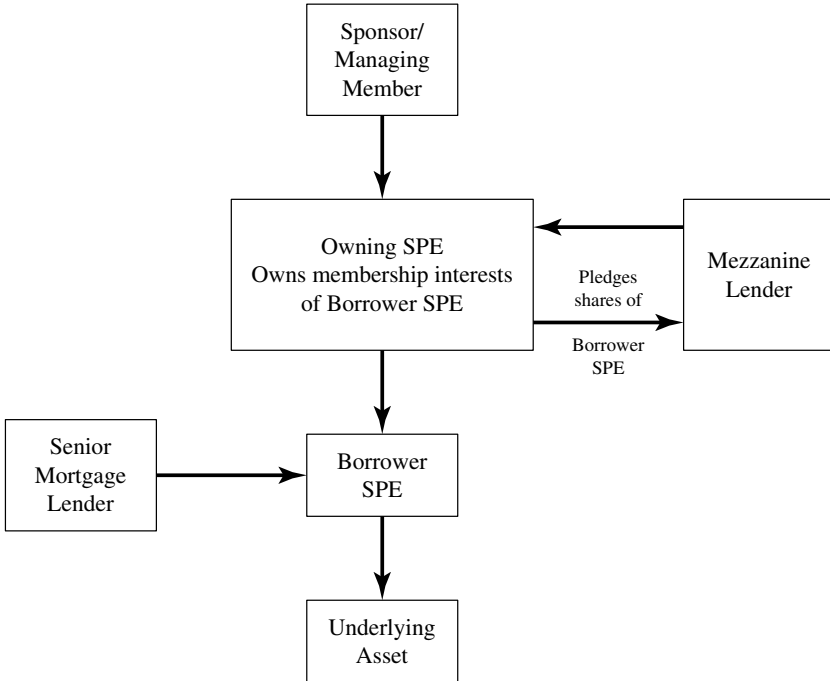 Sponsor/
Managing
Member
Owning SPE
Owns membership interests
of Borrower SPE
Pledges
shares of
Borrower
SPE
Mezzanine
Lender
Senior
Mortgage
Lender
Borrower
SPE
Underlying
Asset